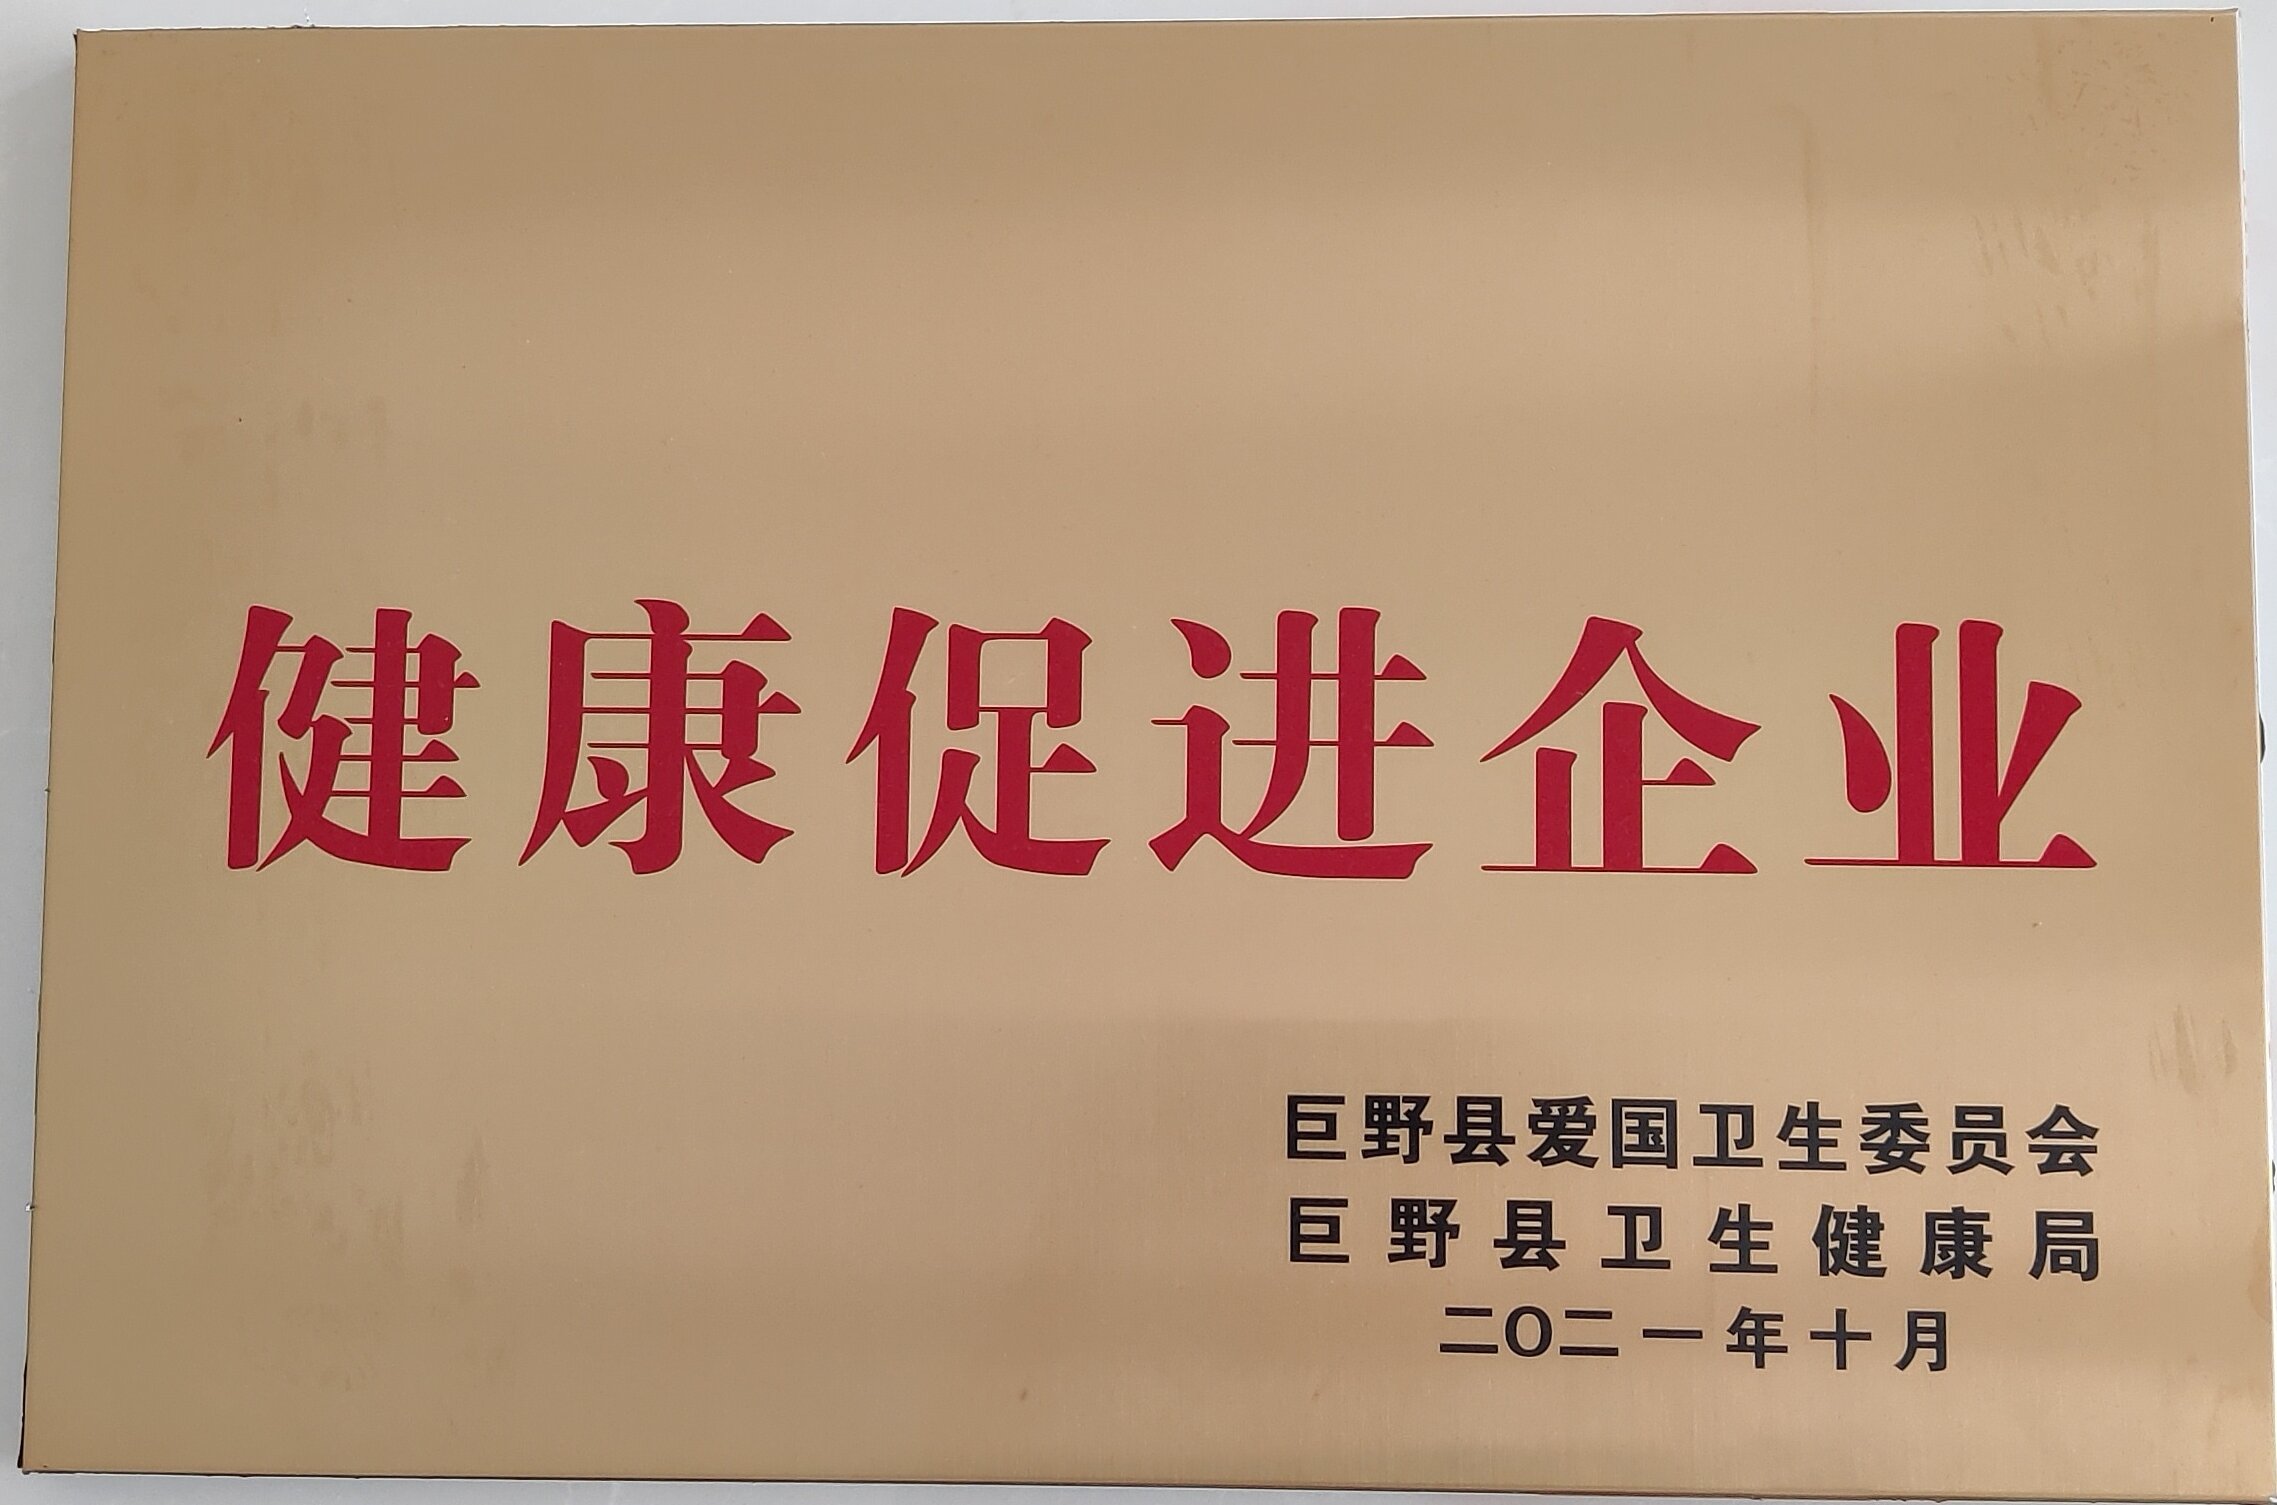 健康促进企业
巨野县爱国卫生委员会
巨野县卫生健康局
二〇二一年十月